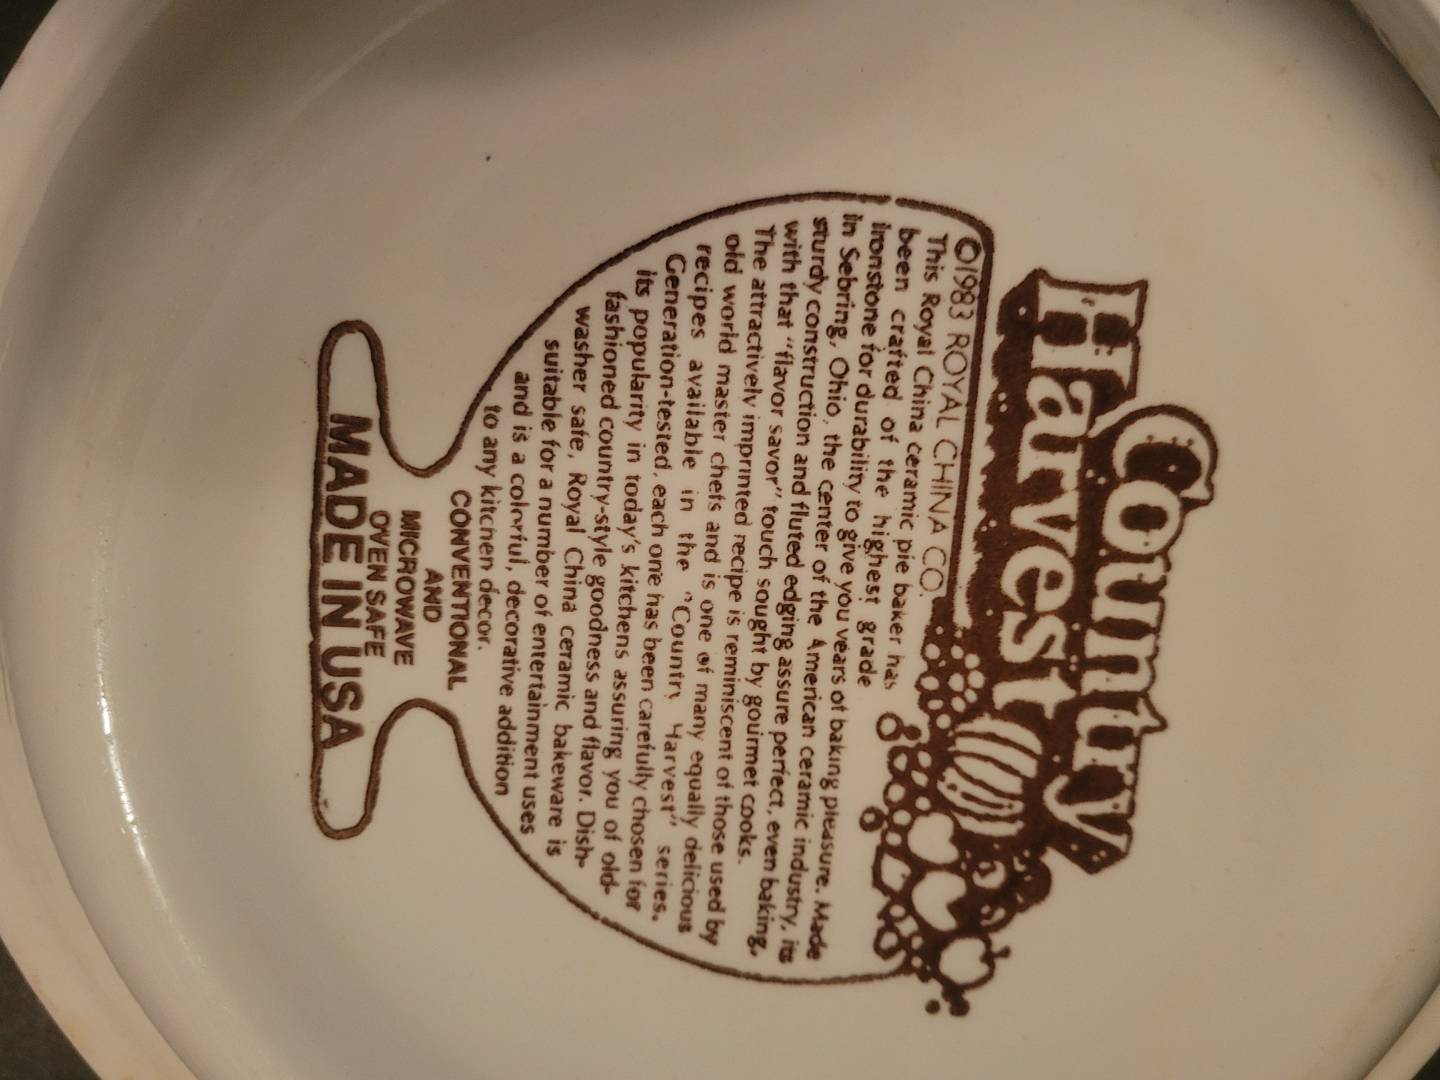 Country
Harvest
©1983 ROYAL CHINA CO.
This Royal China ceramic pie baker has
been crafted of the highest grade
ironstone for durability to give you years of baking pleasure. Made
in Sebring, Ohio, the center of the American ceramic industry, its
sturdy construction and fluted edging assure perfect, even baking,
with that "flavor savor" touch sought by gourmet cooks.
The attractively imprinted recipe is reminiscent of those used by
old world master chefs and is one of many equally delicious
recipes available in the "Country Harvest" series.
Generation-tested, each one has been carefully chosen for
its popularity in today's kitchens assuring you of old-
fashioned country-style goodness and flavor. Dish-
washer safe, Royal China ceramic bakeware is
suitable for a number of entertainment uses
and is a colorful, decorative addition
to any kitchen decor.
CONVENTIONAL
AND
MICROWAVE
OVEN SAFE
MADE IN USA